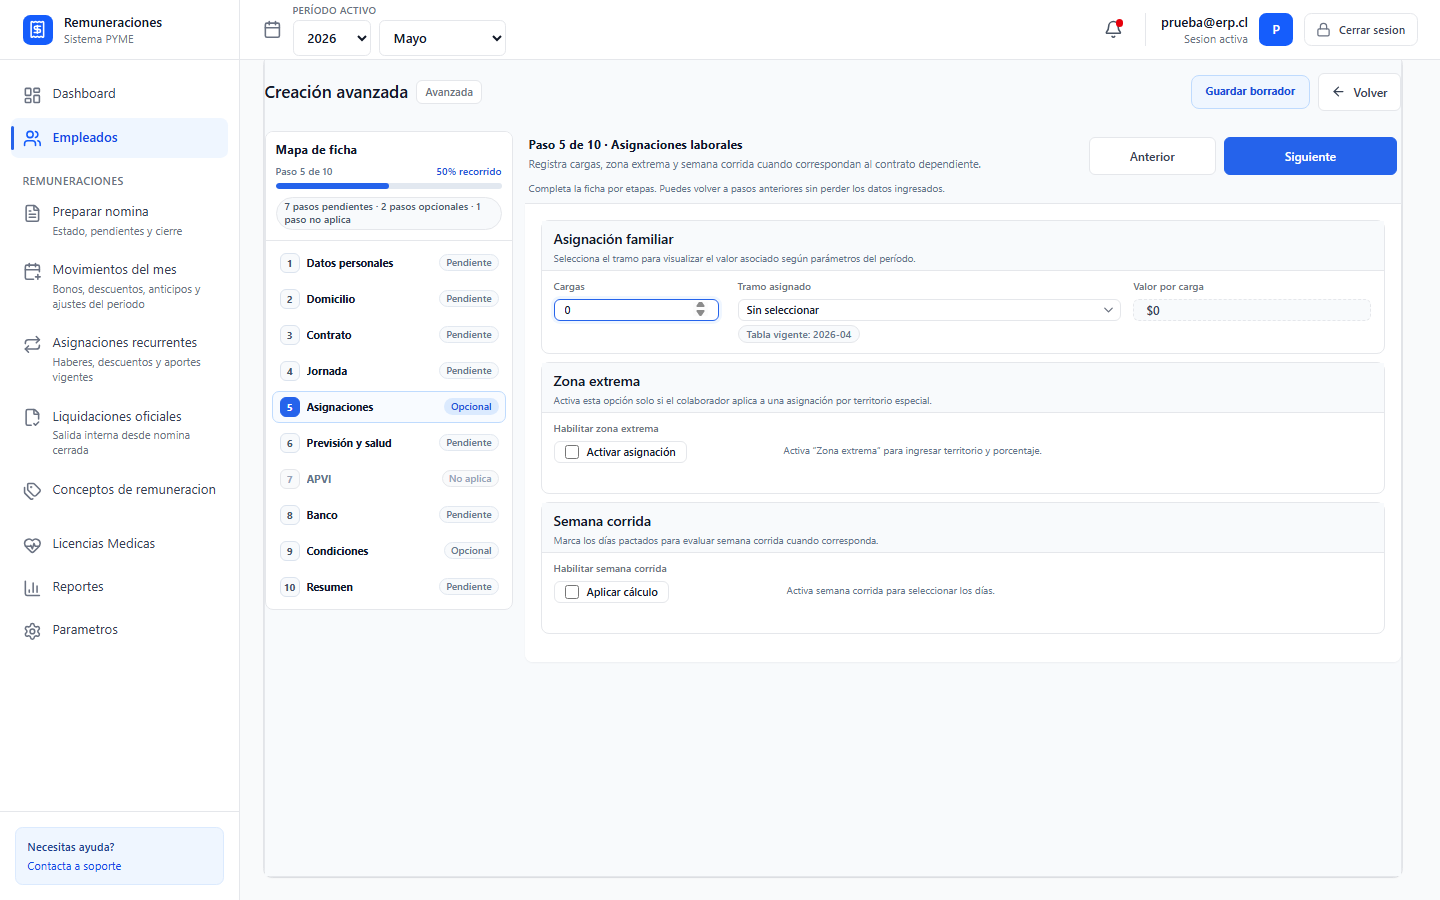 Remuneraciones
Sistema PYME
PERÍODO ACTIVO
2026
Mayo
prueba@erp.cl
Sesion activa
P
Cerrar sesion
Dashboard
Empleados
REMUNERACIONES
Preparar nomina
Estado, pendientes y cierre
Movimientos del mes
Bonos, descuentos, anticipos y
ajustes del periodo
Asignaciones recurrentes
Haberes, descuentos y aportes
vigentes
Liquidaciones oficiales
Salida interna desde nomina
cerrada
Conceptos de remuneracion
Licencias Medicas
Reportes
Parametros
Necesitas ayuda?
Contacta a soporte
Creación avanzada
Avanzada
Guardar borrador
Volver
Mapa de ficha
Paso 5 de 10
50% recorrido
7 pasos pendientes · 2 pasos opcionales · 1
paso no aplica
1 Datos personales Pendiente
2 Domicilio Pendiente
3 Contrato Pendiente
4 Jornada Pendiente
5 Asignaciones Opcional
6 Previsión y salud Pendiente
7 APVI No aplica
8 Banco Pendiente
9 Condiciones Opcional
10 Resumen Pendiente
Paso 5 de 10 · Asignaciones laborales
Registra cargas, zona extrema y semana corrida cuando correspondan al contrato dependiente.
Completa la ficha por etapas. Puedes volver a pasos anteriores sin perder los datos ingresados.
Anterior
Siguiente
Asignación familiar
Selecciona el tramo para visualizar el valor asociado según parámetros del período.
Cargas
0
Tramo asignado
Sin seleccionar
Tabla vigente: 2026-04
Valor por carga
$0
Zona extrema
Activa esta opción solo si el colaborador aplica a una asignación por territorio especial.
Habilitar zona extrema
Activar asignación
Activa "Zona extrema" para ingresar territorio y porcentaje.
Semana corrida
Marca los días pactados para evaluar semana corrida cuando corresponda.
Habilitar semana corrida
Aplicar cálculo
Activa semana corrida para seleccionar los días.